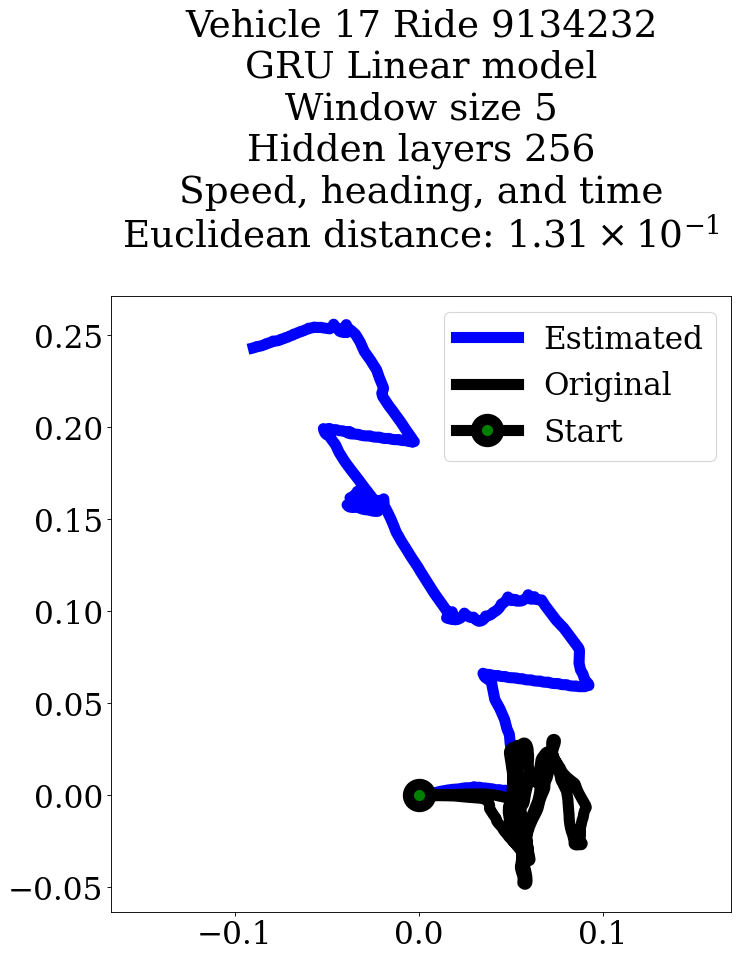 Vehicle 17 Ride 9134232
GRU Linear model
Window size 5
Hidden layers 256
Speed, heading, and time
Euclidean distance: 1.31 × 10⁻¹
Estimated
Original
Start
0.25
0.20
0.15
0.10
0.05
0.00
−0.05
−0.1
0.0
0.1